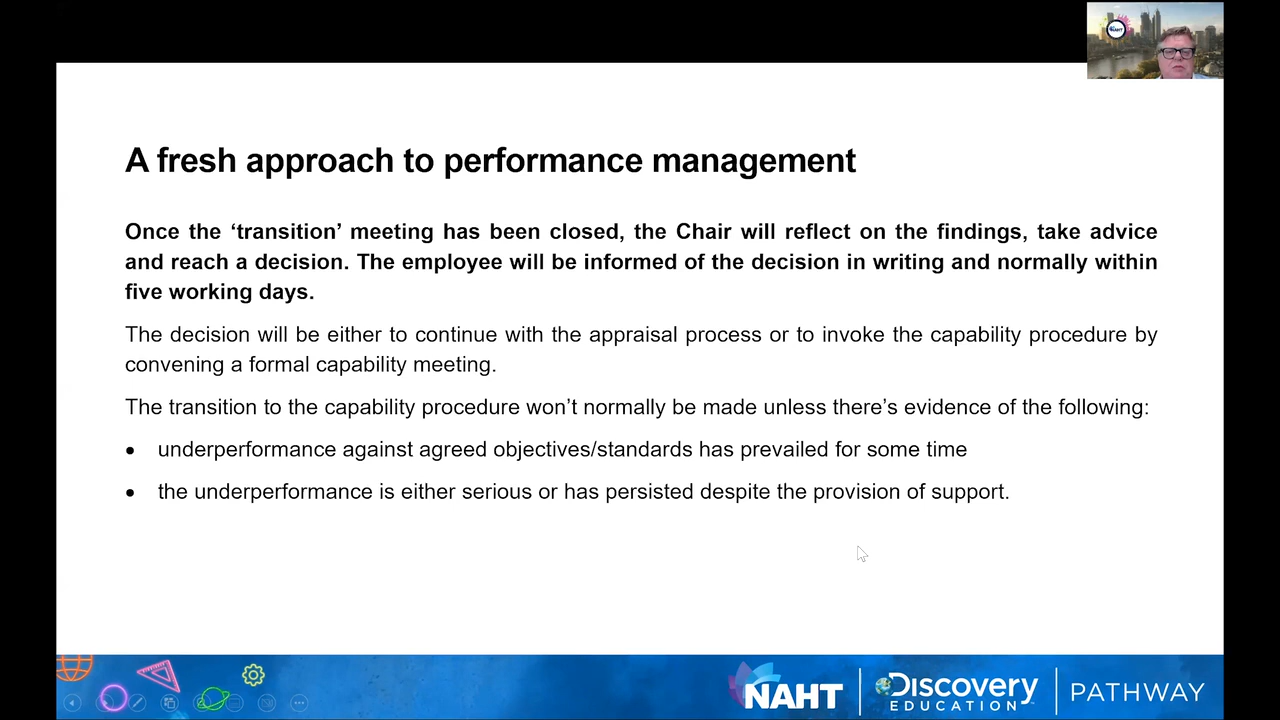 NAHT
A fresh approach to performance management
Once the ‘transition’ meeting has been closed, the Chair will reflect on the findings, take advice
and reach a decision. The employee will be informed of the decision in writing and normally within
five working days.
The decision will be either to continue with the appraisal process or to invoke the capability procedure by
convening a formal capability meeting.
The transition to the capability procedure won’t normally be made unless there’s evidence of the following:
• underperformance against agreed objectives/standards has prevailed for some time
• the underperformance is either serious or has persisted despite the provision of support.
NAHT
Discovery
EDUCATION
PATHWAY